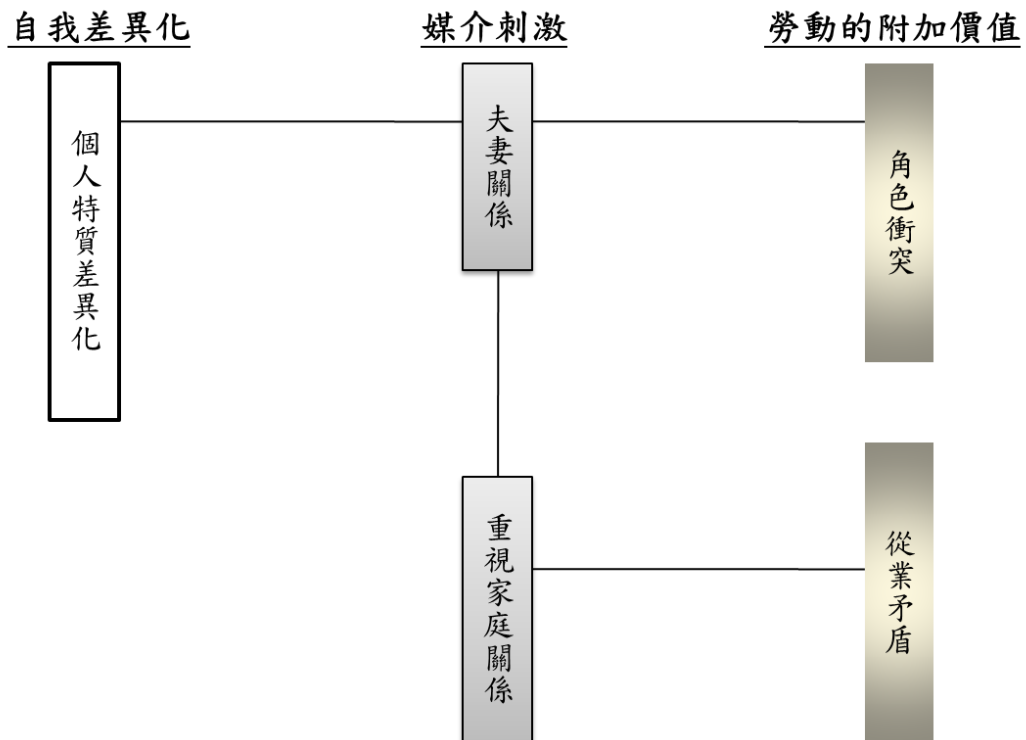 自我差異化
媒介刺激
勞動的附加價值
個人特質差異化
夫妻關係
角色衝突
重視家庭關係
從業矛盾